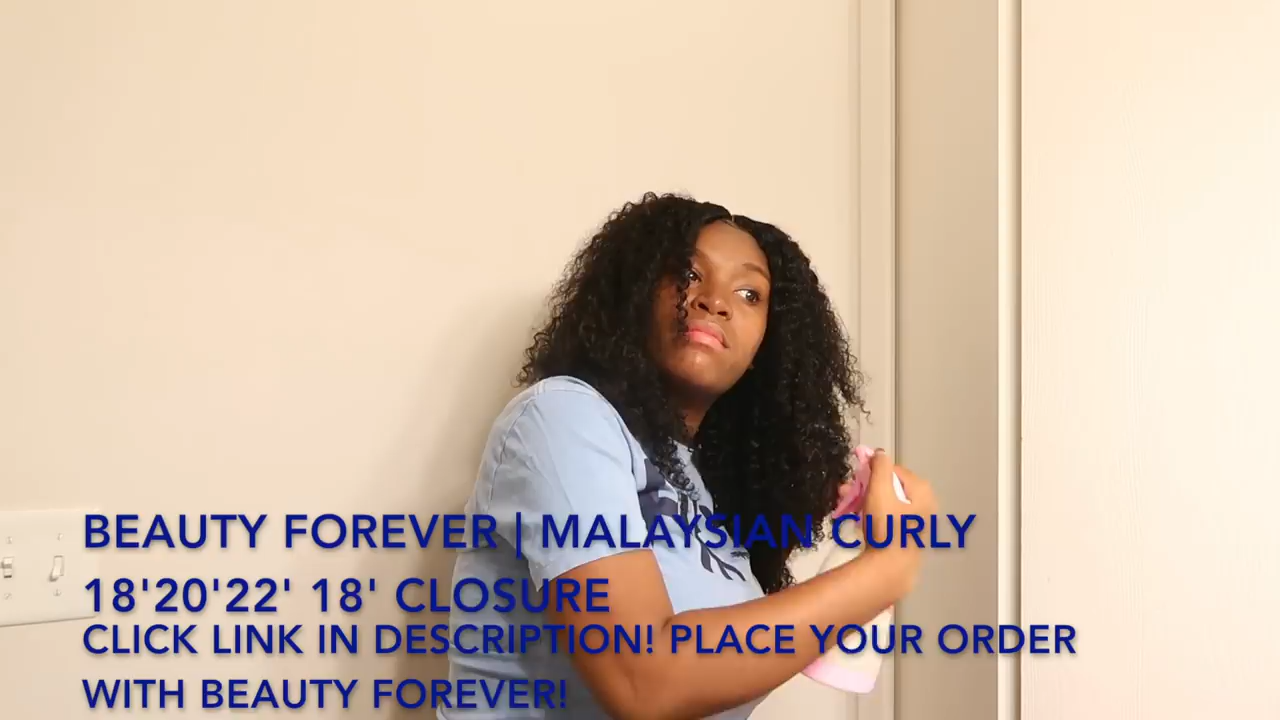 BEAUTY FOREVER | MALAYSIAN CURLY
18'20'22' 18' CLOSURE
CLICK LINK IN DESCRIPTION! PLACE YOUR ORDER
WITH BEAUTY FOREVER!